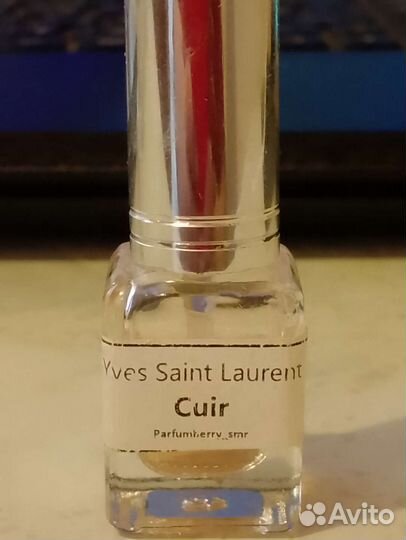 Yves Saint Laurent
Cuir
Parfumberry_smr
Avito